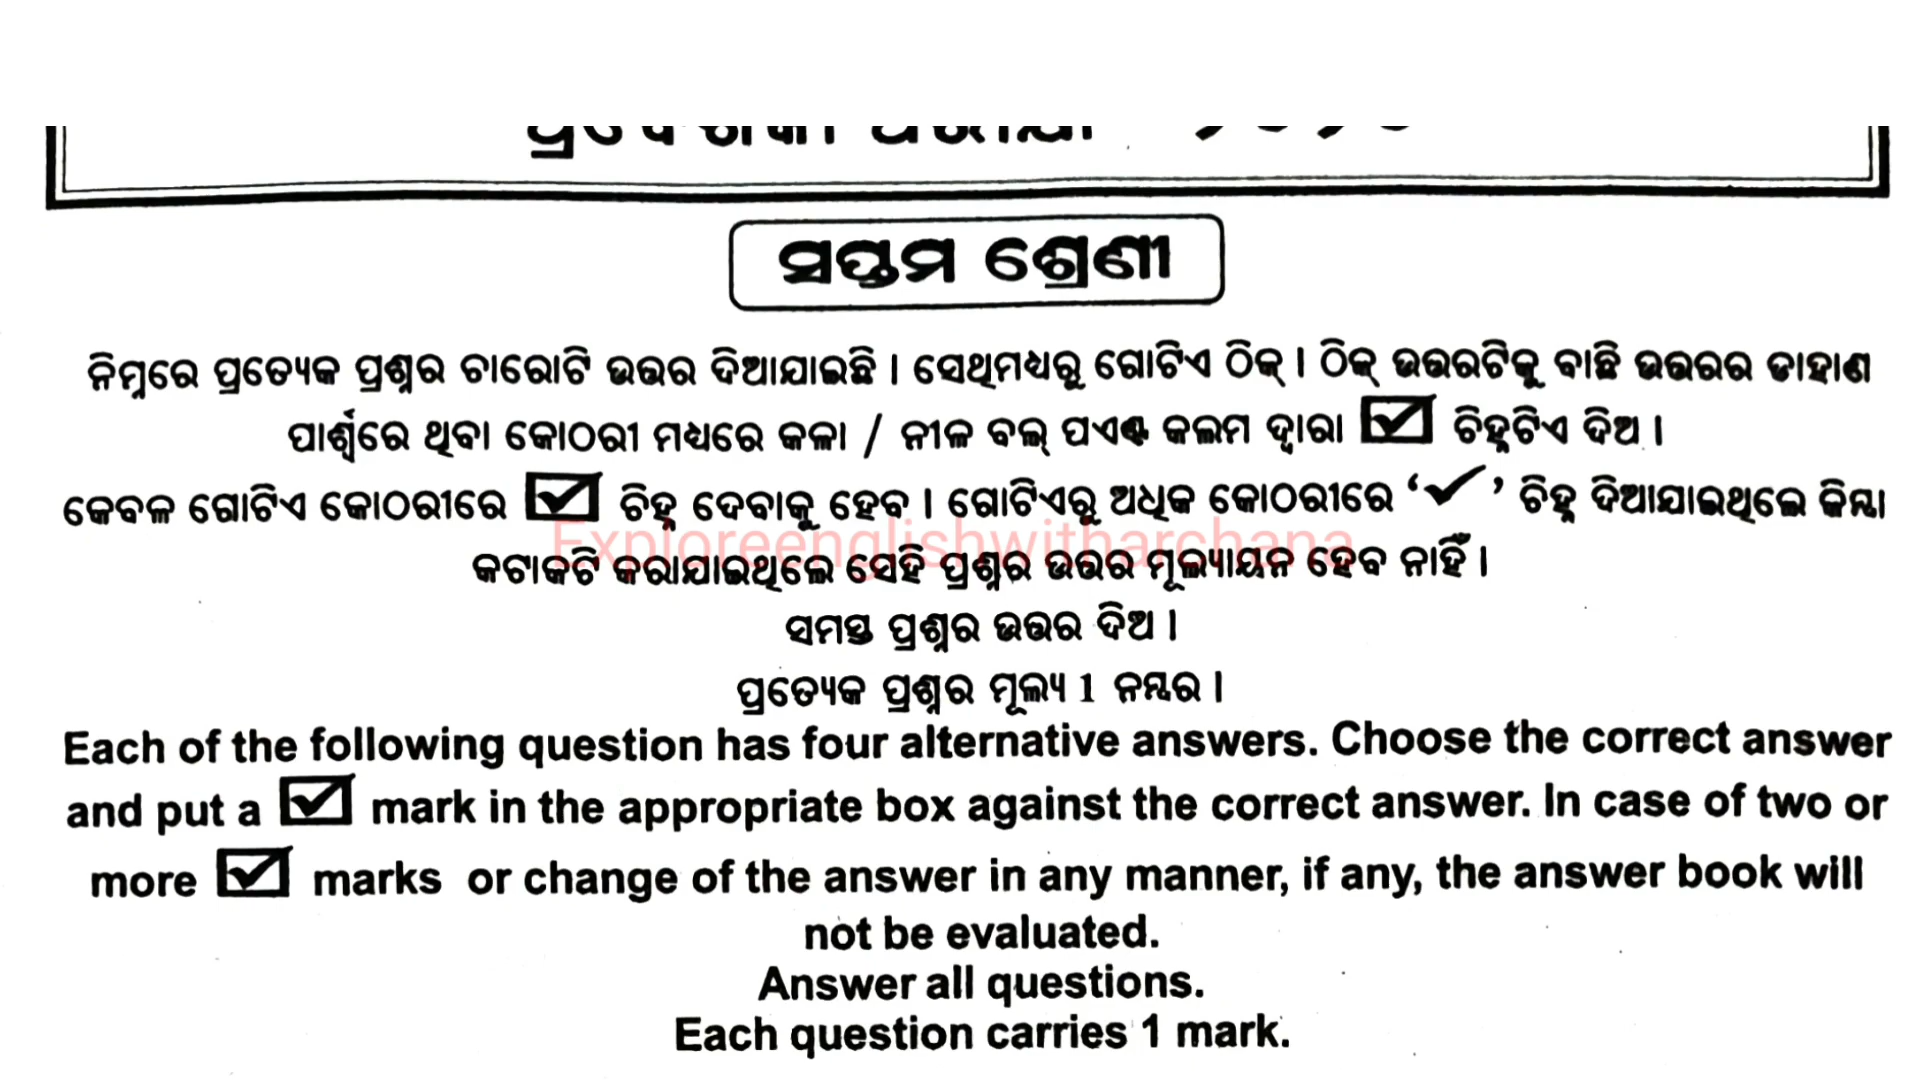 ସପ୍ତମ ଶ୍ରେଣୀ
ନିମ୍ନରେ ପ୍ରତ୍ୟେକ ପ୍ରଶ୍ନର ଚାରୋଟି ଉତ୍ତର ଦିଆଯାଇଛି । ସେଥିମଧ୍ୟରୁ ଗୋଟିଏ ଠିକ୍ । ଠିକ୍ ଉତ୍ତରଟିକୁ ବାଛି ଉତ୍ତରର ଡାହାଣ
ପାର୍ଶ୍ଵରେ ଥିବା କୋଠରୀ ମଧ୍ୟରେ କଳା / ନୀଳ ବଲ୍ ପଏଣ୍ଟ କଲମ ଦ୍ଵାରା ☑ ଚିହ୍ନଟିଏ ଦିଅ ।
କେବଳ ଗୋଟିଏ କୋଠରୀରେ ☑ ଚିହ୍ନ ଦେବାକୁ ହେବ । ଗୋଟିଏରୁ ଅଧିକ କୋଠରୀରେ ‘✓’ ଚିହ୍ନ ଦିଆଯାଇଥିଲେ କିମ୍ବା
Exploreenglishwitharchana
କଟାକଟି କରାଯାଇଥିଲେ ସେହି ପ୍ରଶ୍ନର ଉତ୍ତର ମୂଲ୍ୟାୟନ ହେବ ନାହିଁ ।
ସମସ୍ତ ପ୍ରଶ୍ନର ଉତ୍ତର ଦିଅ ।
ପ୍ରତ୍ୟେକ ପ୍ରଶ୍ନର ମୂଲ୍ୟ 1 ନମ୍ବର ।
Each of the following question has four alternative answers. Choose the correct answer
and put a ☑ mark in the appropriate box against the correct answer. In case of two or
more ☑ marks or change of the answer in any manner, if any, the answer book will
not be evaluated.
Answer all questions.
Each question carries 1 mark.